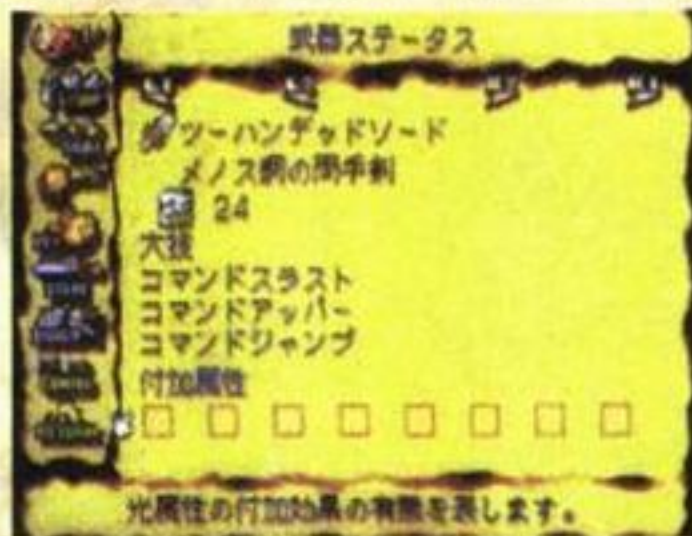 武器ステータス
ツーハンデッドソード
メノス銅の両手剣
24
大技
コマンドスラスト
コマンドアッパー
コマンドジャンプ
付加属性
光属性の付加効果の有無を表します。